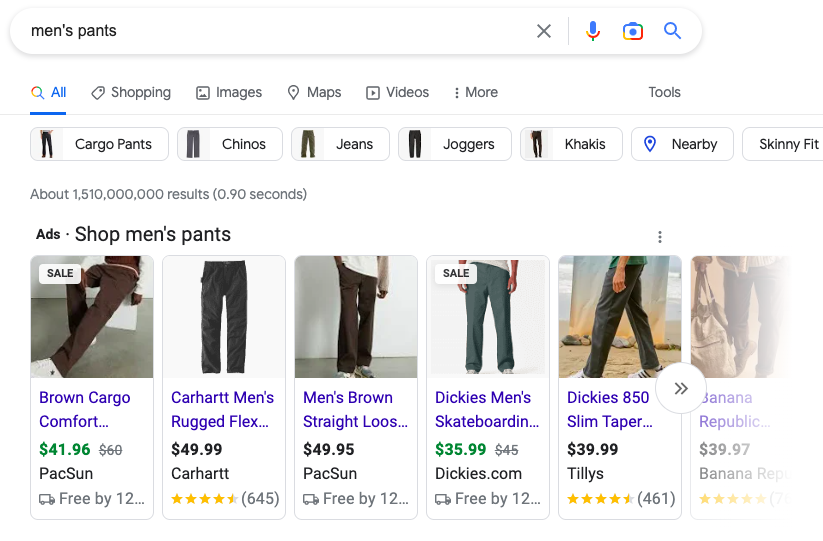 men's pants
All Shopping Images Maps Videos More Tools
Cargo Pants Chinos Jeans Joggers Khakis Nearby Skinny Fit
About 1,510,000,000 results (0.90 seconds)
Ads · Shop men's pants
SALE
Brown Cargo
Comfort...
$41.96 $60
PacSun
Free by 12...
Carhartt Men's
Rugged Flex...
$49.99
Carhartt
(645)
Men's Brown
Straight Loos...
$49.95
PacSun
Free by 12...
SALE
Dickies Men's
Skateboardin...
$35.99 $45
Dickies.com
Free by 12...
Dickies 850
Slim Taper...
$39.99
Tillys
(461)
Banana
Republic...
$39.97
Banana Rep